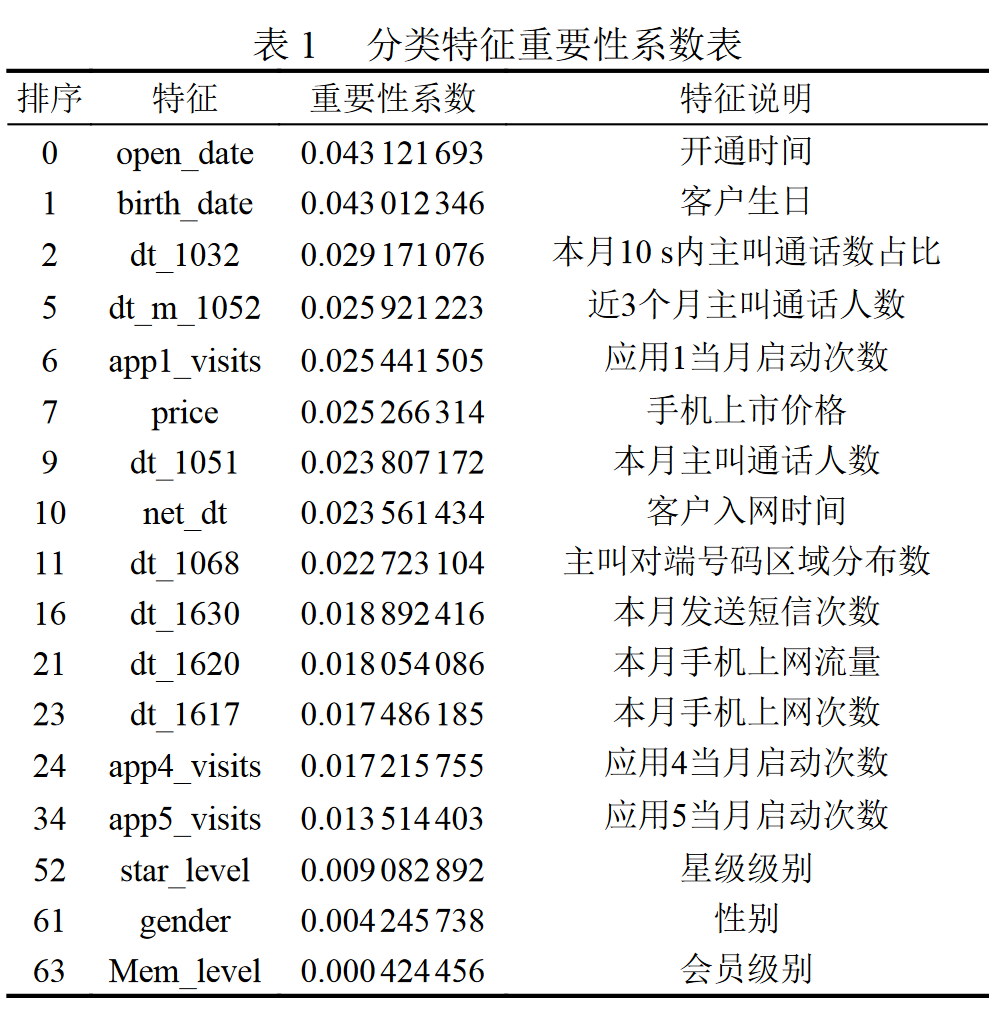 表 1 分类特征重要性系数表
排序 特征 重要性系数 特征说明
0 open_date 0.043 121 693 开通时间
1 birth_date 0.043 012 346 客户生日
2 dt_1032 0.029 171 076 本月10 s内主叫通话数占比
5 dt_m_1052 0.025 921 223 近3个月主叫通话人数
6 app1_visits 0.025 441 505 应用1当月启动次数
7 price 0.025 266 314 手机上市价格
9 dt_1051 0.023 807 172 本月主叫通话人数
10 net_dt 0.023 561 434 客户入网时间
11 dt_1068 0.022 723 104 主叫对端号码区域分布数
16 dt_1630 0.018 892 416 本月发送短信次数
21 dt_1620 0.018 054 086 本月手机上网流量
23 dt_1617 0.017 486 185 本月手机上网次数
24 app4_visits 0.017 215 755 应用4当月启动次数
34 app5_visits 0.013 514 403 应用5当月启动次数
52 star_level 0.009 082 892 星级级别
61 gender 0.004 245 738 性别
63 Mem_level 0.000 424 456 会员级别